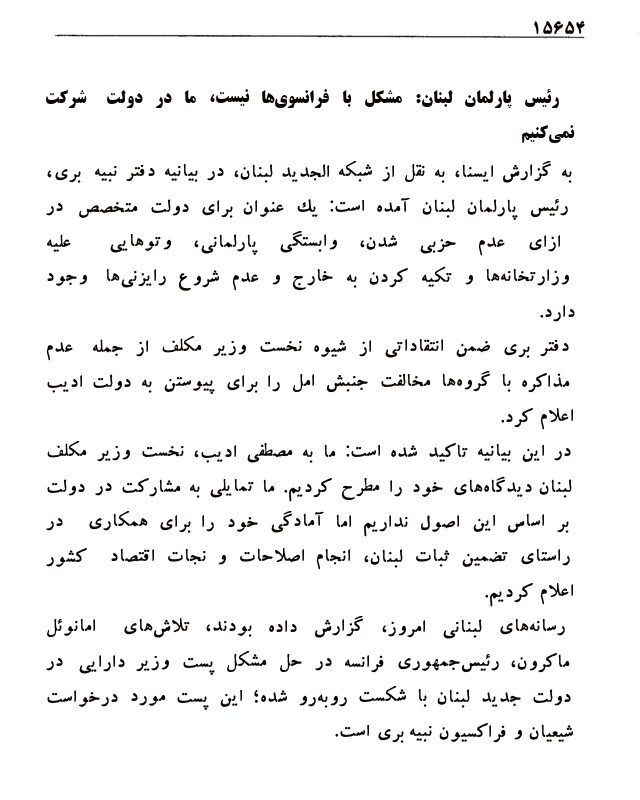 ۱۵۶۵۴
رئیس پارلمان لبنان: مشکل با فرانسوی‌ها نیست، ما در دولت شرکت
نمی‌کنیم
به گزارش ایسنا، به نقل از شبکه الجدید لبنان، در بیانیه دفتر نبیه بری،
رئیس پارلمان لبنان آمده است: یك عنوان برای دولت متخصص در
ازای عدم حزبی شدن، وابستگی پارلمانی، وتوهایی علیه
وزارتخانه‌ها و تکیه کردن به خارج و عدم شروع رایزنی‌ها وجود
دارد.
دفتر بری ضمن انتقاداتی از شیوه نخست وزیر مکلف از جمله عدم
مذاکره با گروه‌ها مخالفت جنبش امل را برای پیوستن به دولت ادیب
اعلام کرد.
در این بیانیه تاکید شده است: ما به مصطفی ادیب، نخست وزیر مکلف
لبنان دیدگاه‌های خود را مطرح کردیم. ما تمایلی به مشارکت در دولت
بر اساس این اصول نداریم اما آمادگی خود را برای همکاری در
راستای تضمین ثبات لبنان، انجام اصلاحات و نجات اقتصاد کشور
اعلام کردیم.
رسانه‌های لبنانی امروز، گزارش داده بودند، تلاش‌های امانوئل
ماکرون، رئیس‌جمهوری فرانسه در حل مشکل پست وزیر دارایی در
دولت جدید لبنان با شکست روبه‌رو شده؛ این پست مورد درخواست
شیعیان و فراکسیون نبیه بری است.